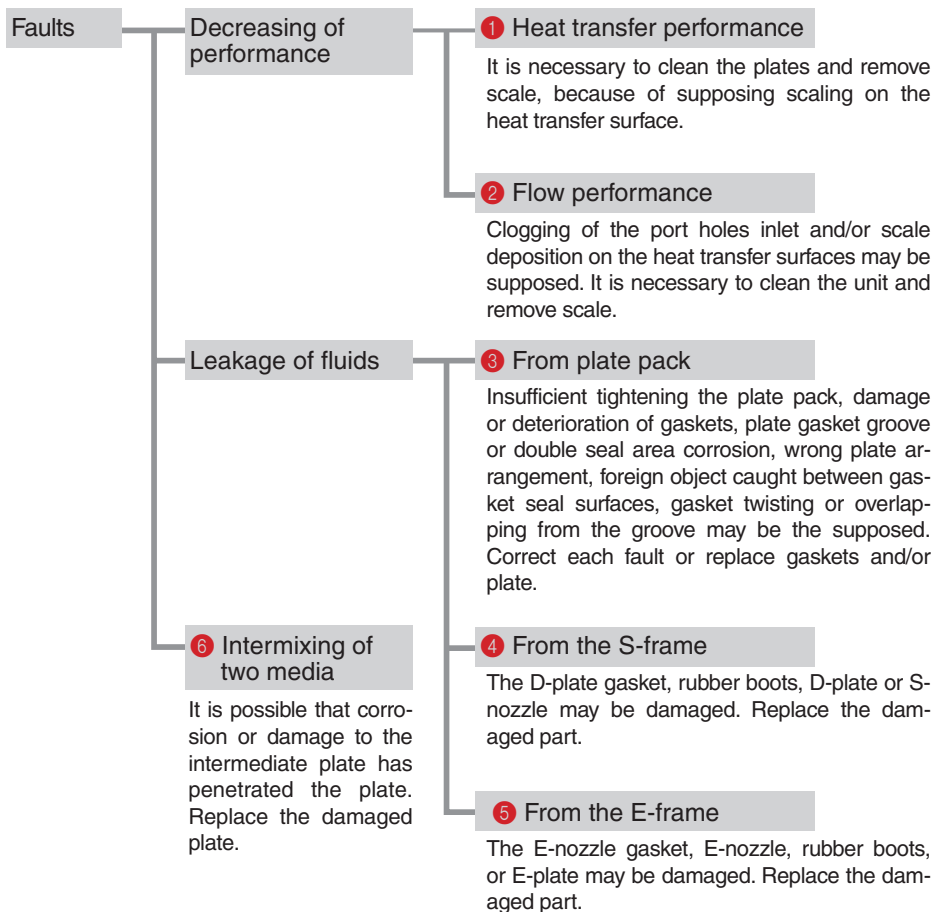 Faults
Decreasing of
performance
1 Heat transfer performance
It is necessary to clean the plates and remove
scale, because of supposing scaling on the
heat transfer surface.
2 Flow performance
Clogging of the port holes inlet and/or scale
deposition on the heat transfer surfaces may be
supposed. It is necessary to clean the unit and
remove scale.
Leakage of fluids
3 From plate pack
Insufficient tightening the plate pack, damage
or deterioration of gaskets, plate gasket groove
or double seal area corrosion, wrong plate ar-
rangement, foreign object caught between gas-
ket seal surfaces, gasket twisting or overlap-
ping from the groove may be the supposed.
Correct each fault or replace gaskets and/or
plate.
4 From the S-frame
The D-plate gasket, rubber boots, D-plate or S-
nozzle may be damaged. Replace the dam-
aged part.
5 From the E-frame
The E-nozzle gasket, E-nozzle, rubber boots,
or E-plate may be damaged. Replace the dam-
aged part.
6 Intermixing of
two media
It is possible that corro-
sion or damage to the
intermediate plate has
penetrated the plate.
Replace the damaged
plate.